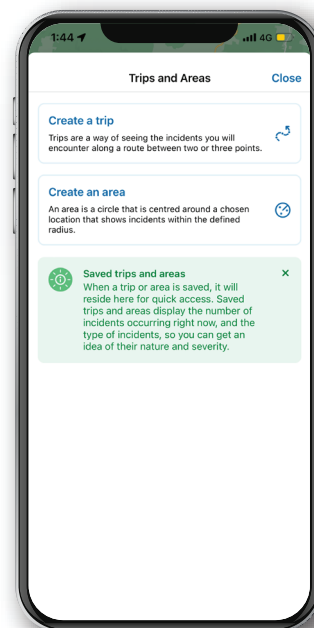 1:44
4G
Trips and Areas
Close
Create a trip
Trips are a way of seeing the incidents you will
encounter along a route between two or three points.
Create an area
An area is a circle that is centred around a chosen
location that shows incidents within the defined
radius.
Saved trips and areas
When a trip or area is saved, it will
reside here for quick access. Saved
trips and areas display the number of
incidents occurring right now, and the
type of incidents, so you can get an
idea of their nature and severity.